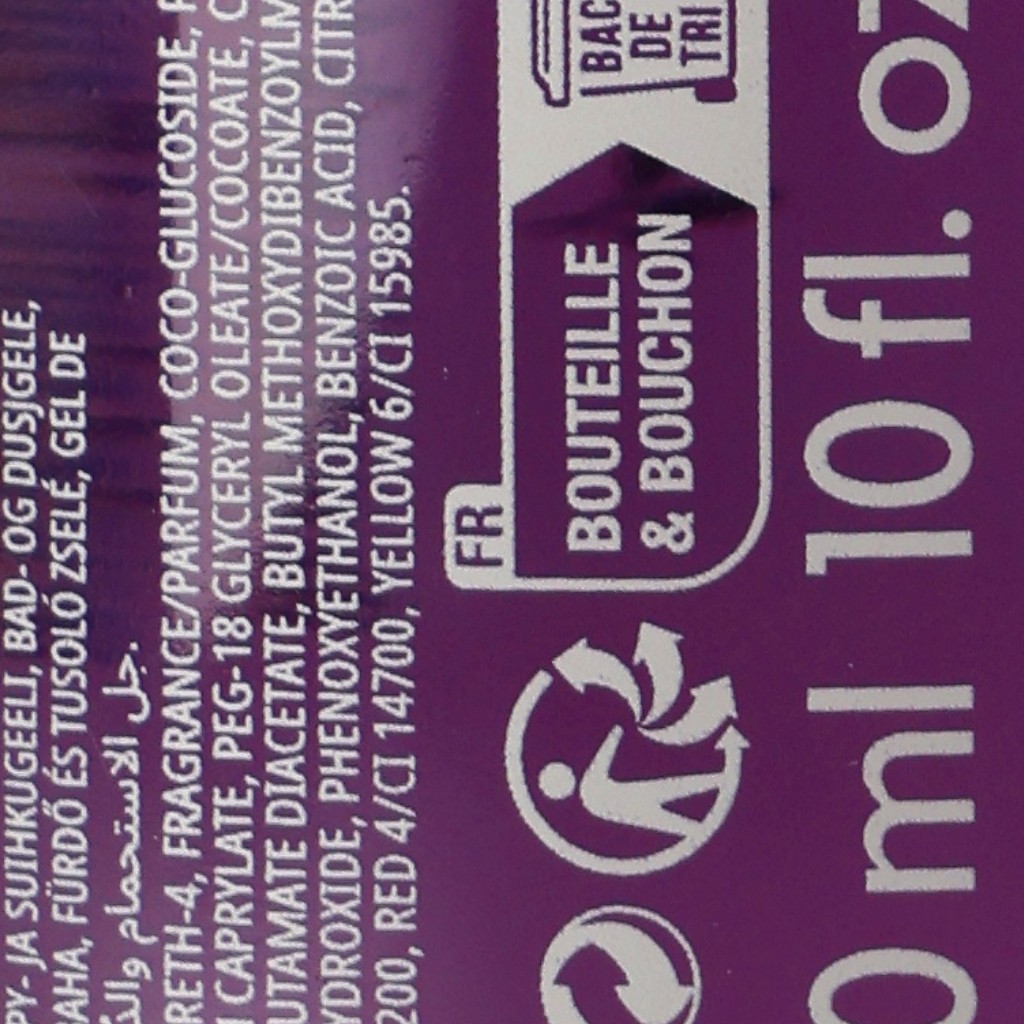 PY- JA SUIHKUGEELI, BAD- OG DUSJGELE,
AHA, FÜRDŐ ÉS TUSOLÓ ZSELÉ, GEL DE
جل الاستحمام
RETH-4, FRAGRANCE/PARFUM, COCO-GLUCOSIDE,
CAPRYLATE, PEG-18 GLYCERYL OLEATE/COCOATE, C
UTAMATE DIACETATE, BUTYL METHOXYDIBENZOYLM
YDROXIDE, PHENOXYETHANOL, BENZOIC ACID, CITR
200, RED 4/CI 14700, YELLOW 6/CI 15985.
FR
BOUTEILLE
& BOUCHON
BAC
DE
TRI
0 ml 10 fl. oz